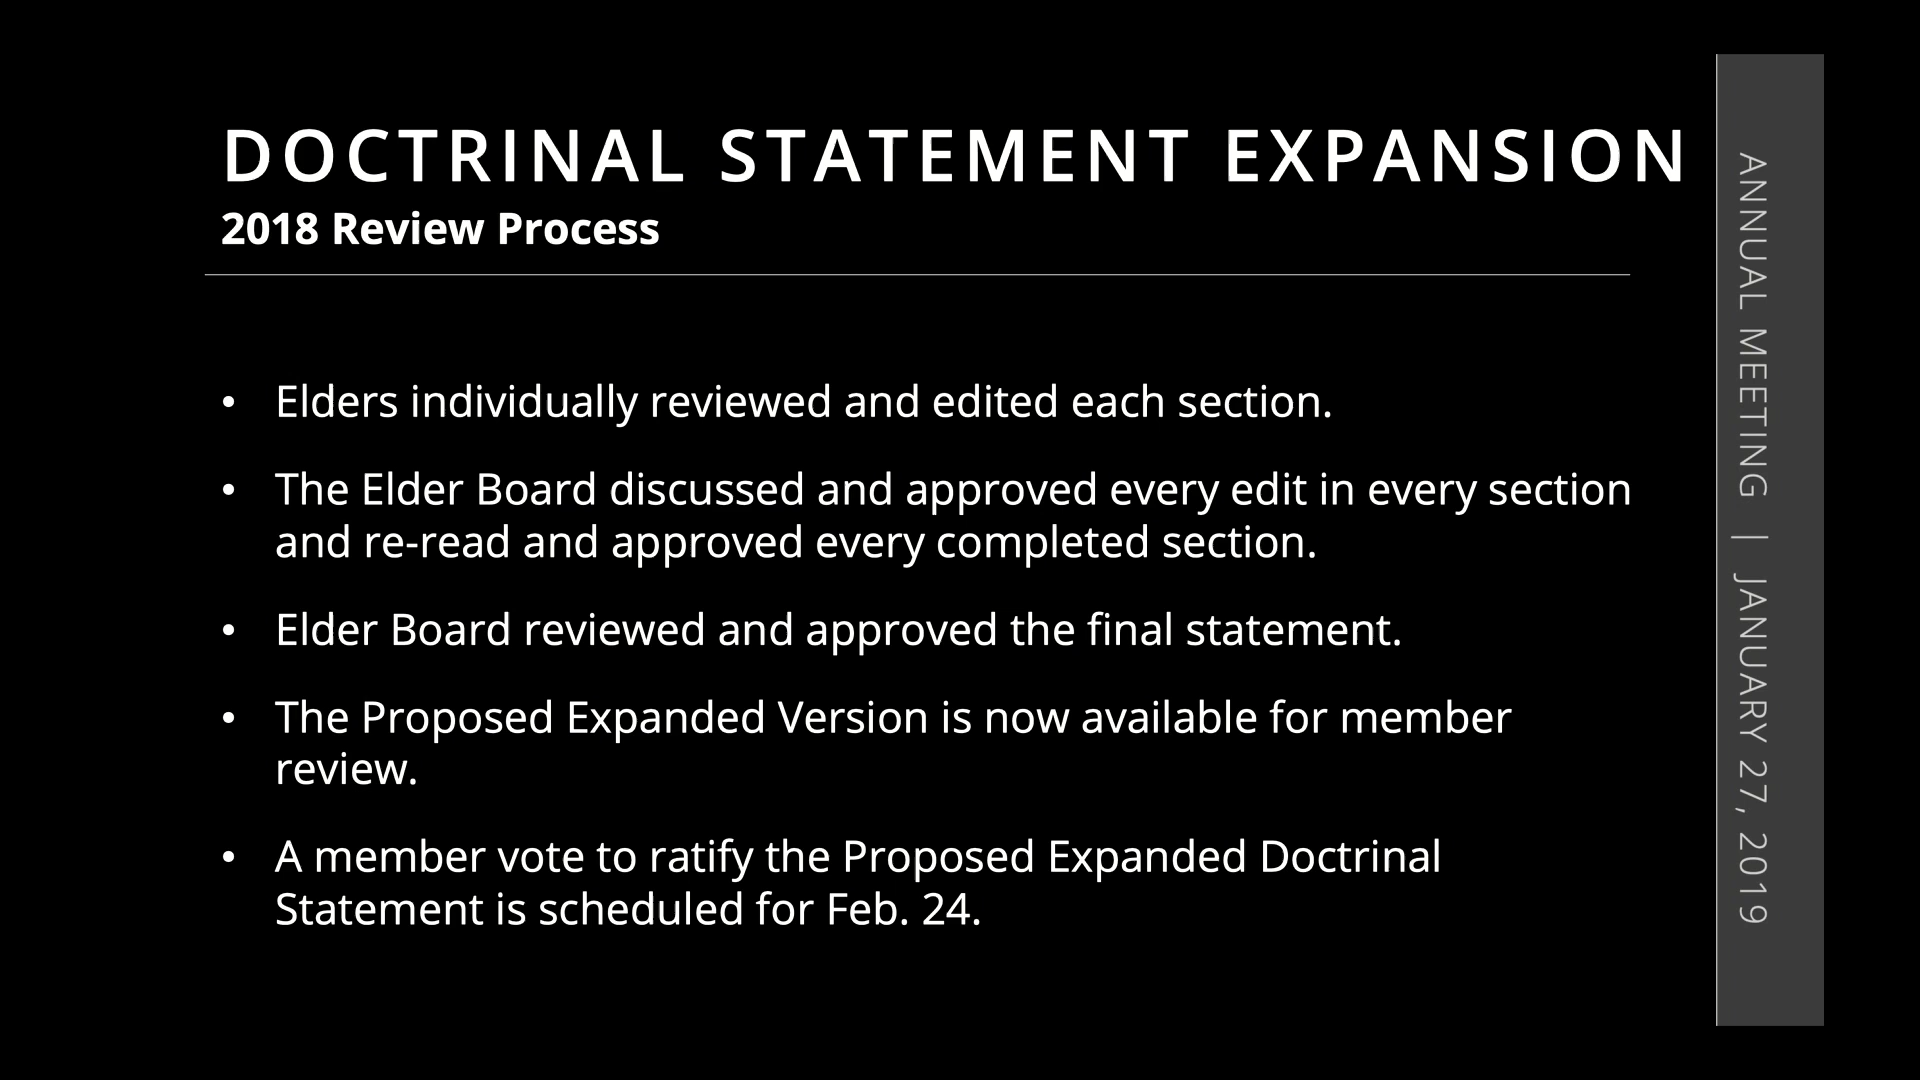 DOCTRINAL STATEMENT EXPANSION
2018 Review Process
• Elders individually reviewed and edited each section.
• The Elder Board discussed and approved every edit in every section
and re-read and approved every completed section.
• Elder Board reviewed and approved the final statement.
• The Proposed Expanded Version is now available for member
review.
• A member vote to ratify the Proposed Expanded Doctrinal
Statement is scheduled for Feb. 24.
ANNUAL MEETING | JANUARY 27, 2019